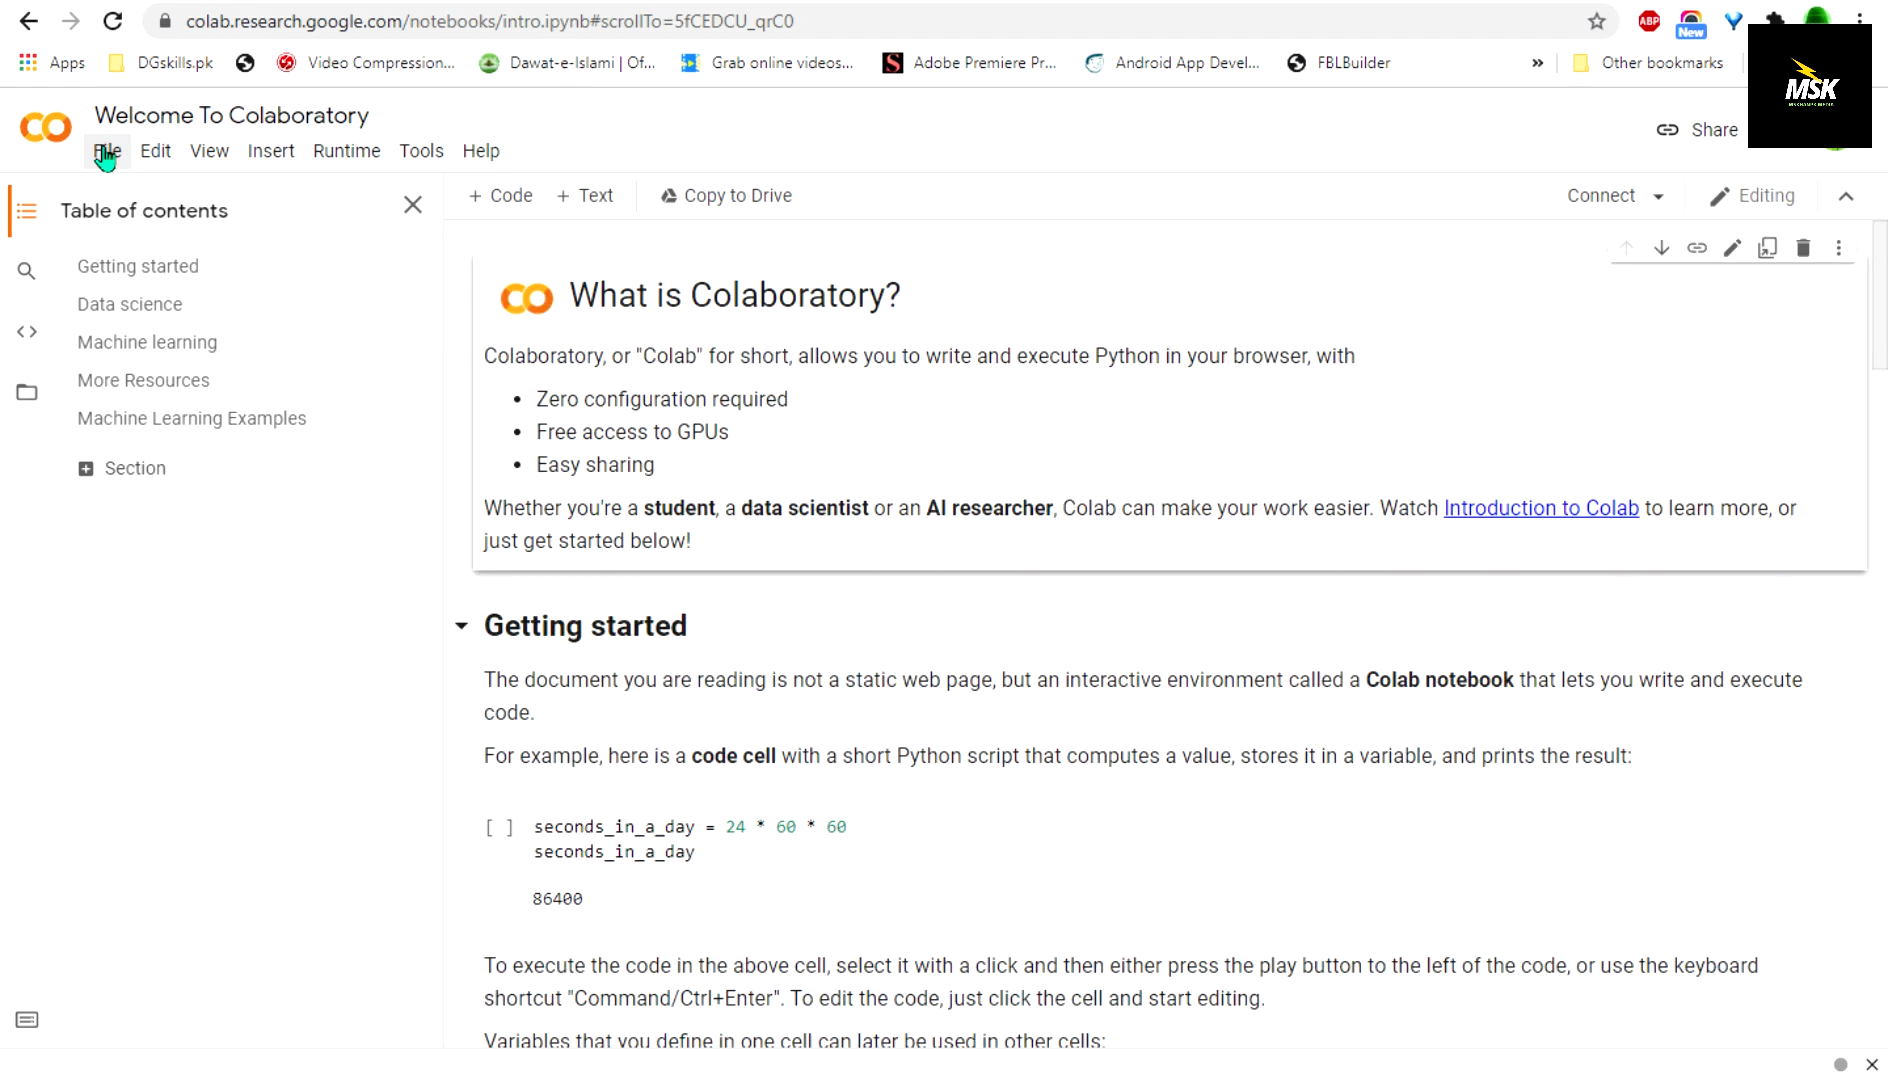 colab.research.google.com/notebooks/intro.ipynb#scrollTo=5fCEDCU_qrC0
ABP
New
Apps
DGskills.pk
Video Compression...
Dawat-e-Islami | Of...
Grab online videos...
Adobe Premiere Pr...
Android App Devel...
FBLBuilder
»
Other bookmarks
MSK
Welcome To Colaboratory
File Edit View Insert Runtime Tools Help
Share
Table of contents
Getting started
Data science
Machine learning
More Resources
Machine Learning Examples
Section
+ Code + Text Copy to Drive
Connect Editing
What is Colaboratory?
Colaboratory, or "Colab" for short, allows you to write and execute Python in your browser, with
• Zero configuration required
• Free access to GPUs
• Easy sharing
Whether you're a student, a data scientist or an AI researcher, Colab can make your work easier. Watch Introduction to Colab to learn more, or
just get started below!
Getting started
The document you are reading is not a static web page, but an interactive environment called a Colab notebook that lets you write and execute
code.
For example, here is a code cell with a short Python script that computes a value, stores it in a variable, and prints the result:
[ ] seconds_in_a_day = 24 * 60 * 60
seconds_in_a_day
86400
To execute the code in the above cell, select it with a click and then either press the play button to the left of the code, or use the keyboard
shortcut "Command/Ctrl+Enter". To edit the code, just click the cell and start editing.
Variables that you define in one cell can later be used in other cells: